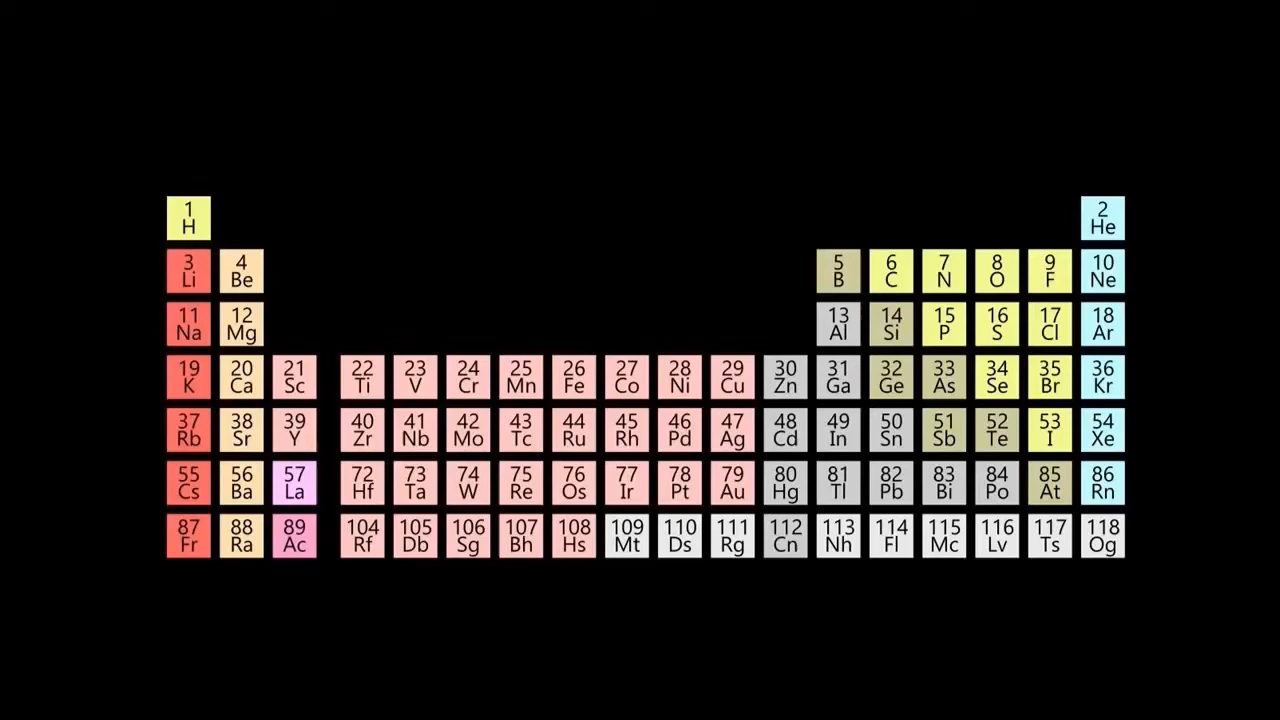 1 2
H He
3 4 5 6 7 8 9 10
Li Be B C N O F Ne
11 12 13 14 15 16 17 18
Na Mg Al Si P S Cl Ar
19 20 21 22 23 24 25 26 27 28 29 30 31 32 33 34 35 36
K Ca Sc Ti V Cr Mn Fe Co Ni Cu Zn Ga Ge As Se Br Kr
37 38 39 40 41 42 43 44 45 46 47 48 49 50 51 52 53 54
Rb Sr Y Zr Nb Mo Tc Ru Rh Pd Ag Cd In Sn Sb Te I Xe
55 56 57 72 73 74 75 76 77 78 79 80 81 82 83 84 85 86
Cs Ba La Hf Ta W Re Os Ir Pt Au Hg Tl Pb Bi Po At Rn
87 88 89 104 105 106 107 108 109 110 111 112 113 114 115 116 117 118
Fr Ra Ac Rf Db Sg Bh Hs Mt Ds Rg Cn Nh Fl Mc Lv Ts Og